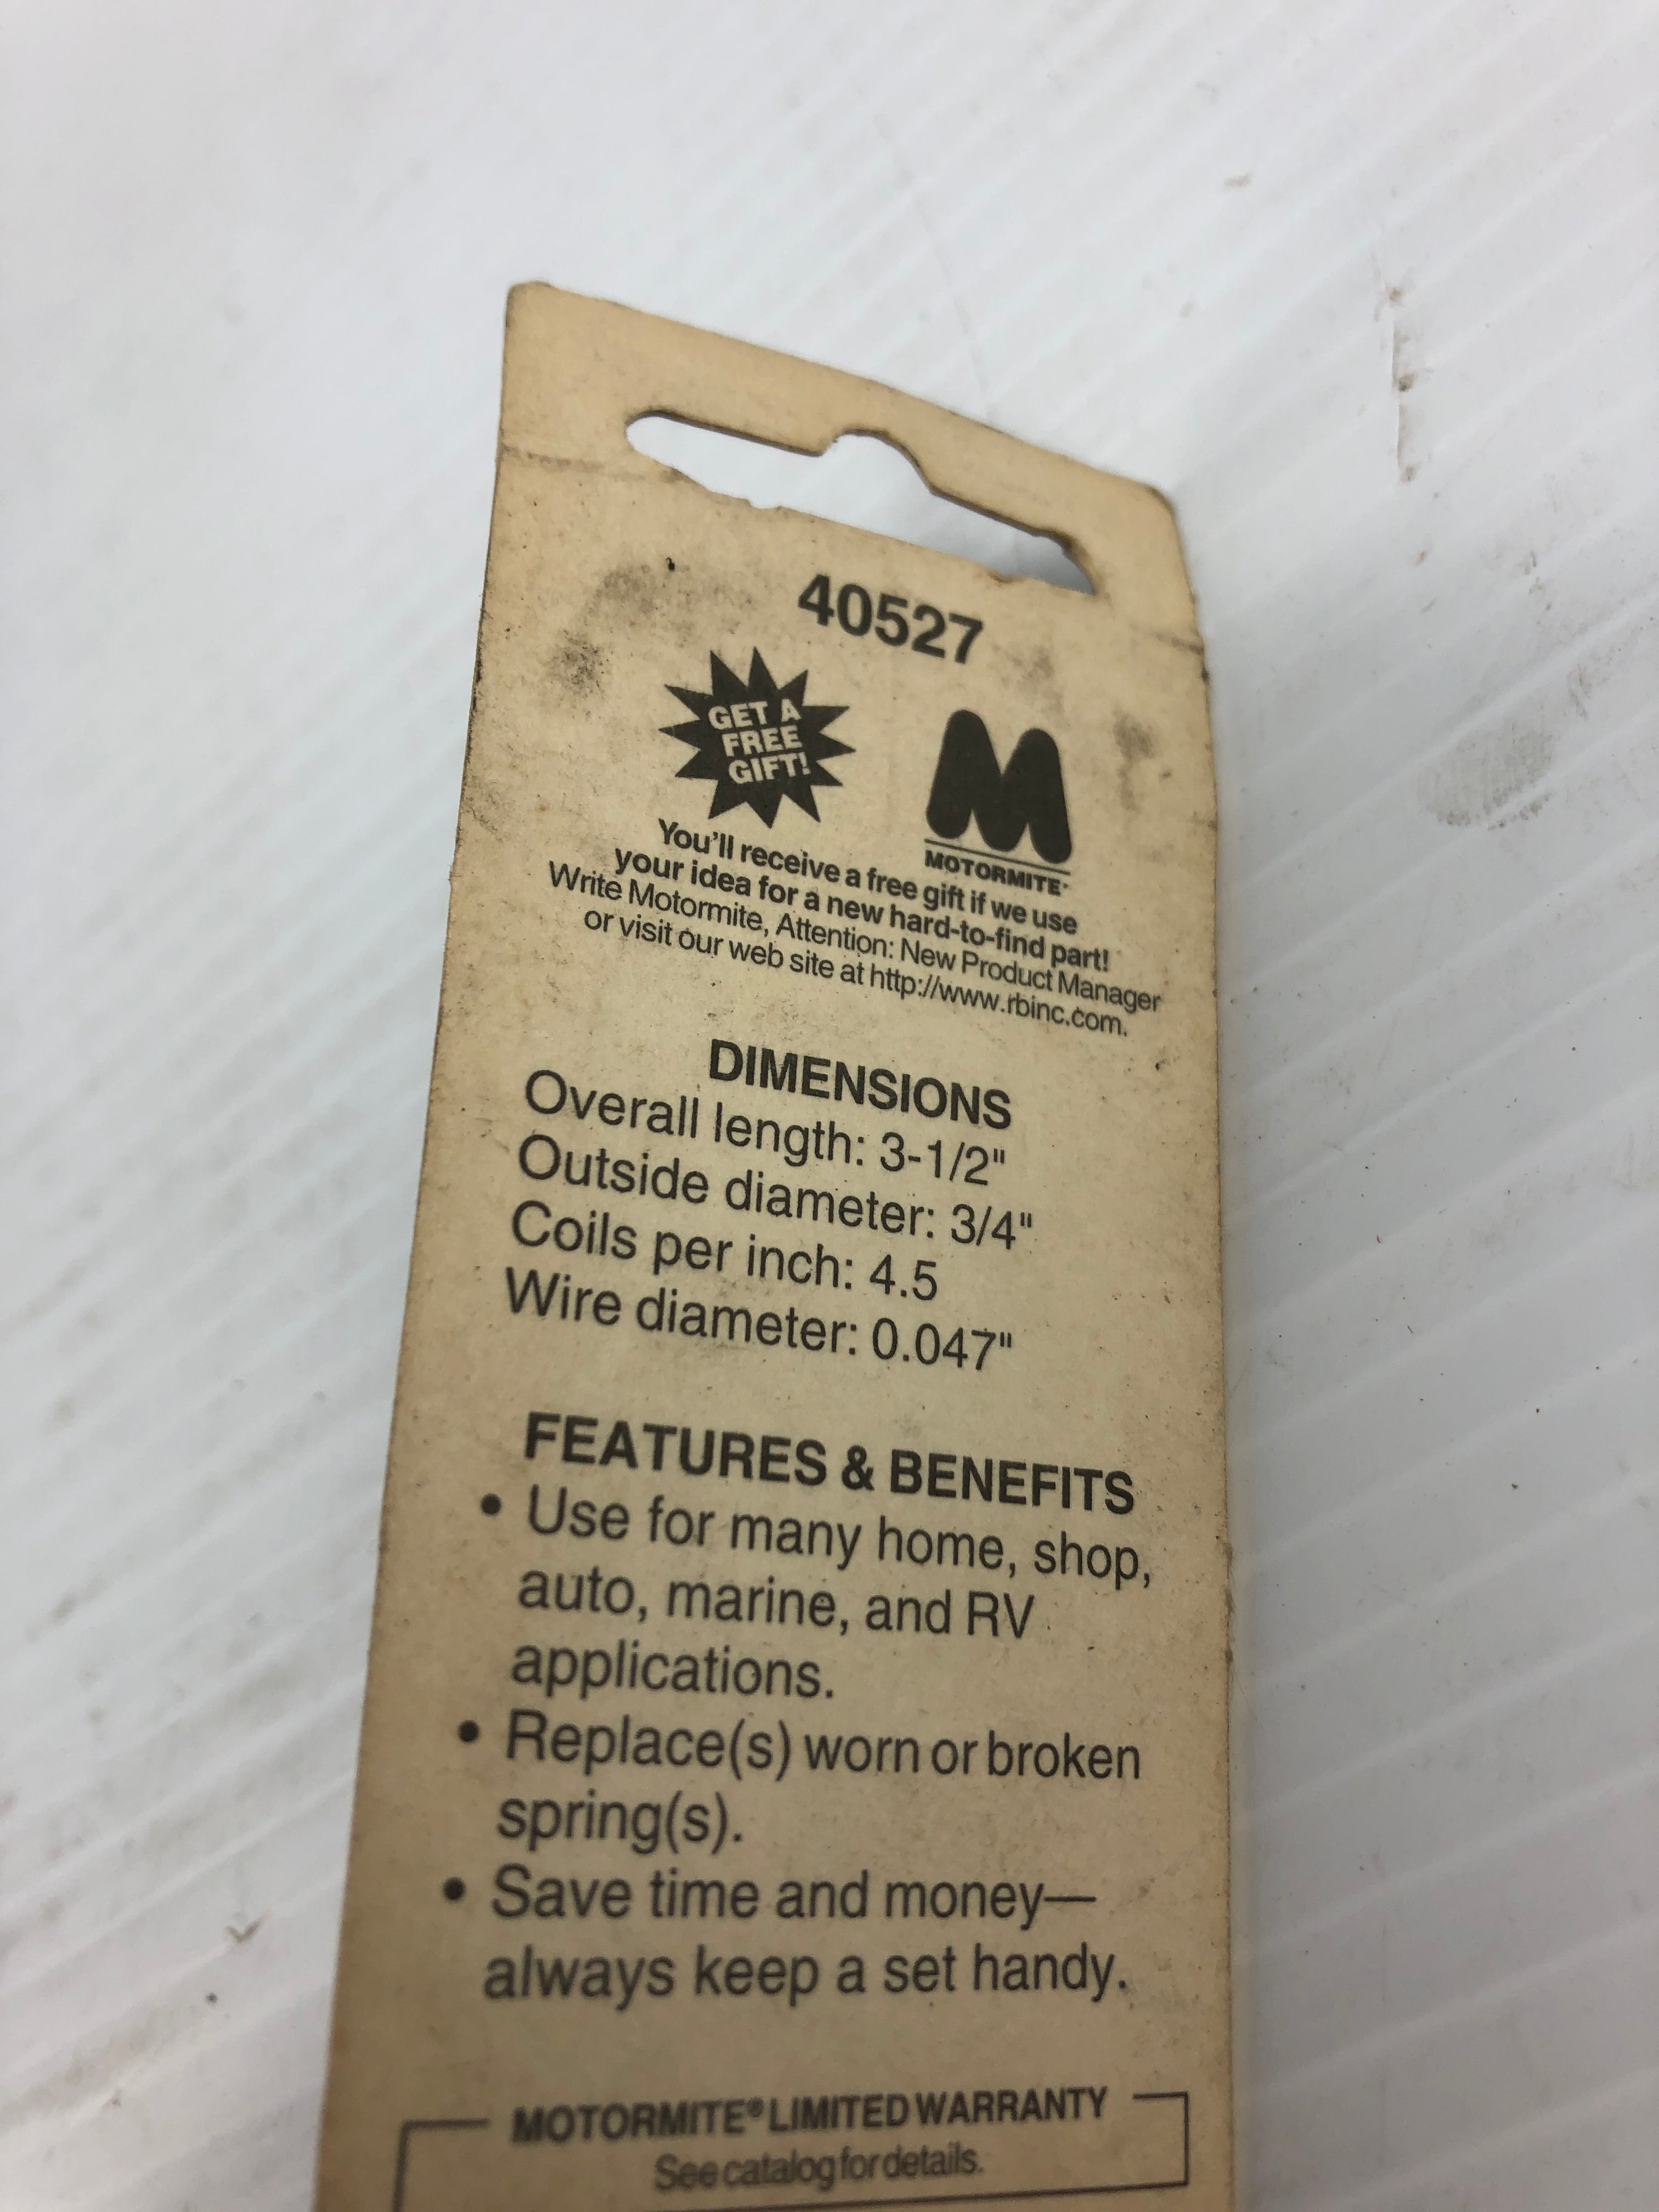 40527
GET A
FREE
GIFT!
M
MOTORMITE
You'll receive a free gift if we use
your idea for a new hard-to-find part!
Write Motormite, Attention: New Product Manager
or visit our web site at http://www.rbinc.com.
DIMENSIONS
Overall length: 3-1/2"
Outside diameter: 3/4"
Coils per inch: 4.5
Wire diameter: 0.047"
FEATURES & BENEFITS
• Use for many home, shop,
auto, marine, and RV
applications.
• Replace(s) worn or broken
spring(s).
• Save time and money—
always keep a set handy.
MOTORMITE® LIMITED WARRANTY
See catalog for details.